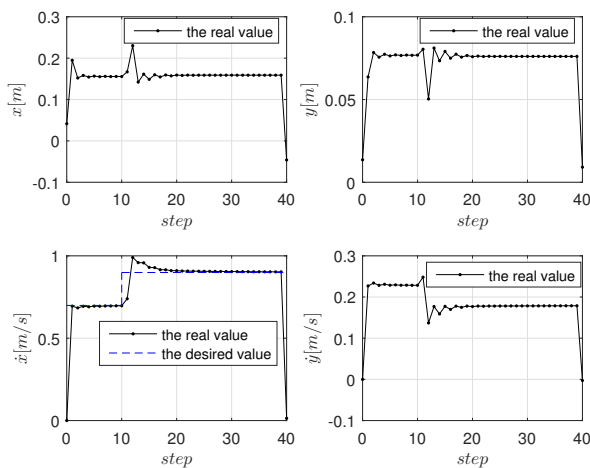 0.3
0.2
0.1
0
-0.1
x[m]
the real value
0 10 20 30 40
step
0.1
0.05
0
y[m]
the real value
0 10 20 30 40
step
1
0.5
0
ẋ[m/s]
the real value
the desired value
0 10 20 30 40
step
0.3
0.2
0.1
0
-0.1
ẏ[m/s]
the real value
0 10 20 30 40
step